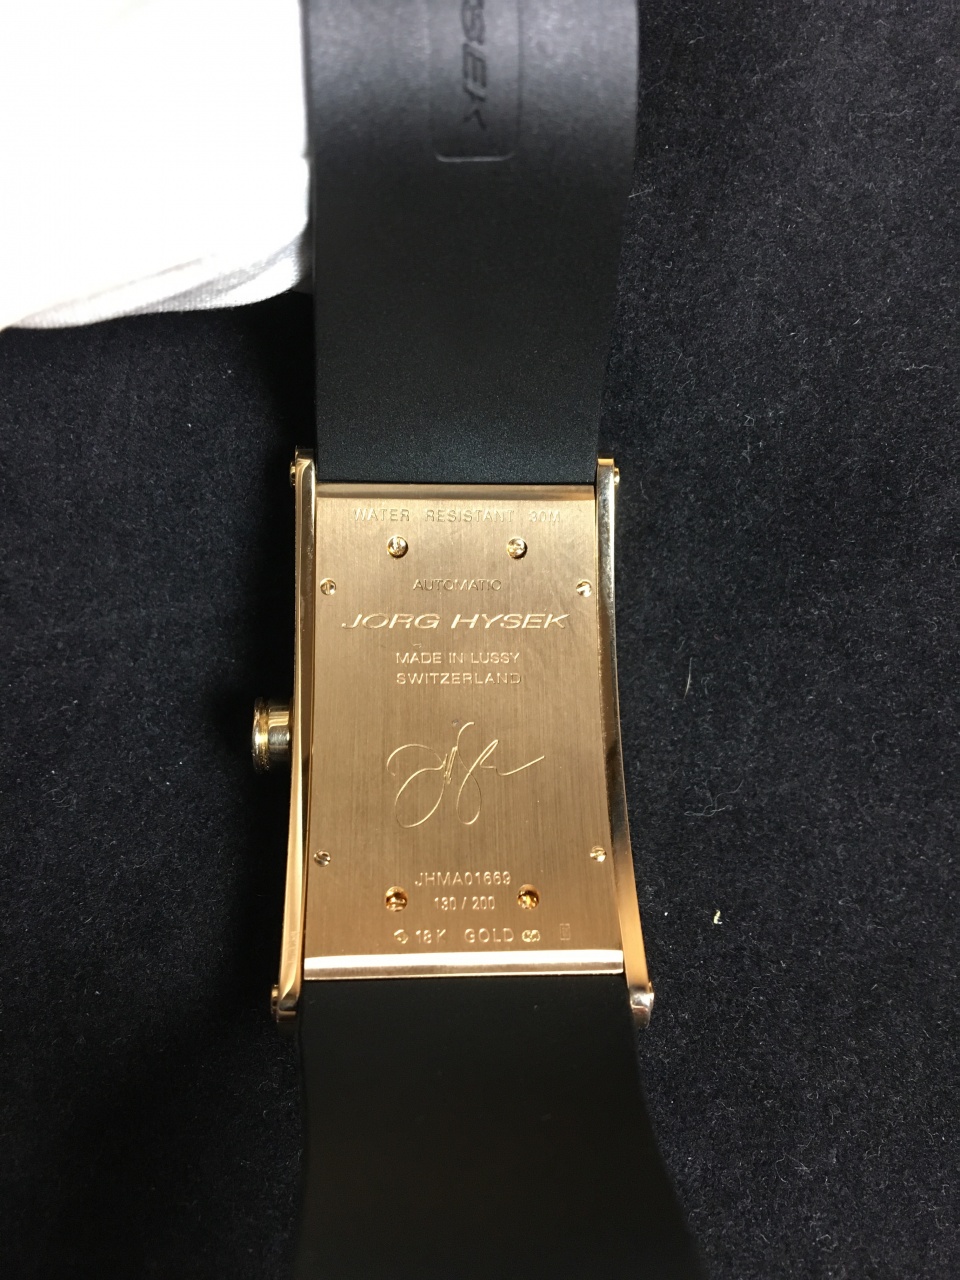 WATER RESISTANT 30M
AUTOMATIC
JORG HYSEK
MADE IN LUSSY
SWITZERLAND
JHMA01669
130 / 200
18K GOLD